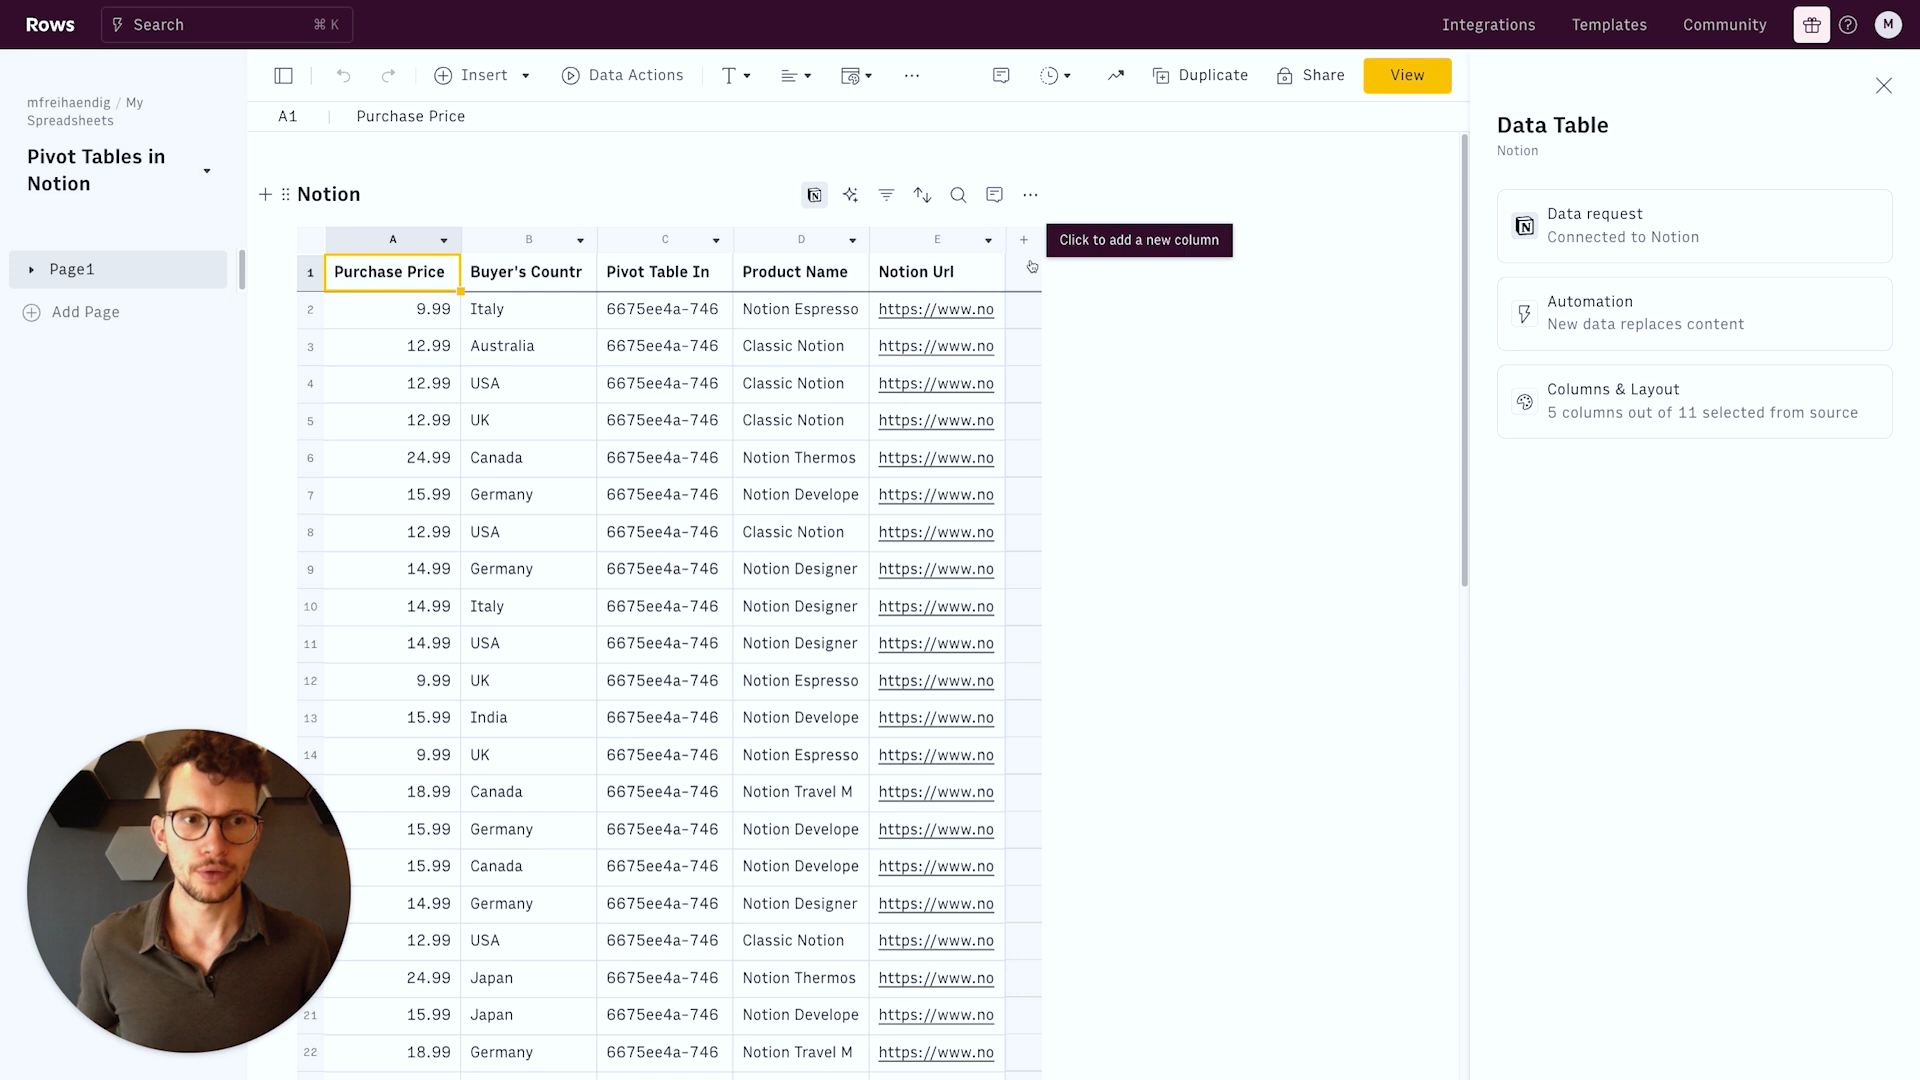 Rows
Search
⌘ K
Integrations
Templates
Community
M
mfreihaendig / My
Spreadsheets
Pivot Tables in
Notion
Page1
Add Page
Insert
Data Actions
Duplicate
Share
View
A1
Purchase Price
Notion
Click to add a new column
A B C D E
1 Purchase Price Buyer's Countr Pivot Table In Product Name Notion Url
2 9.99 Italy 6675ee4a-746 Notion Espresso https://www.no
3 12.99 Australia 6675ee4a-746 Classic Notion https://www.no
4 12.99 USA 6675ee4a-746 Classic Notion https://www.no
5 12.99 UK 6675ee4a-746 Classic Notion https://www.no
6 24.99 Canada 6675ee4a-746 Notion Thermos https://www.no
7 15.99 Germany 6675ee4a-746 Notion Develope https://www.no
8 12.99 USA 6675ee4a-746 Classic Notion https://www.no
9 14.99 Germany 6675ee4a-746 Notion Designer https://www.no
10 14.99 Italy 6675ee4a-746 Notion Designer https://www.no
11 14.99 USA 6675ee4a-746 Notion Designer https://www.no
12 9.99 UK 6675ee4a-746 Notion Espresso https://www.no
13 15.99 India 6675ee4a-746 Notion Develope https://www.no
14 9.99 UK 6675ee4a-746 Notion Espresso https://www.no
18.99 Canada 6675ee4a-746 Notion Travel M https://www.no
15.99 Germany 6675ee4a-746 Notion Develope https://www.no
15.99 Canada 6675ee4a-746 Notion Develope https://www.no
14.99 Germany 6675ee4a-746 Notion Designer https://www.no
12.99 USA 6675ee4a-746 Classic Notion https://www.no
24.99 Japan 6675ee4a-746 Notion Thermos https://www.no
21 15.99 Japan 6675ee4a-746 Notion Develope https://www.no
22 18.99 Germany 6675ee4a-746 Notion Travel M https://www.no
Data Table
Notion
Data request
Connected to Notion
Automation
New data replaces content
Columns & Layout
5 columns out of 11 selected from source